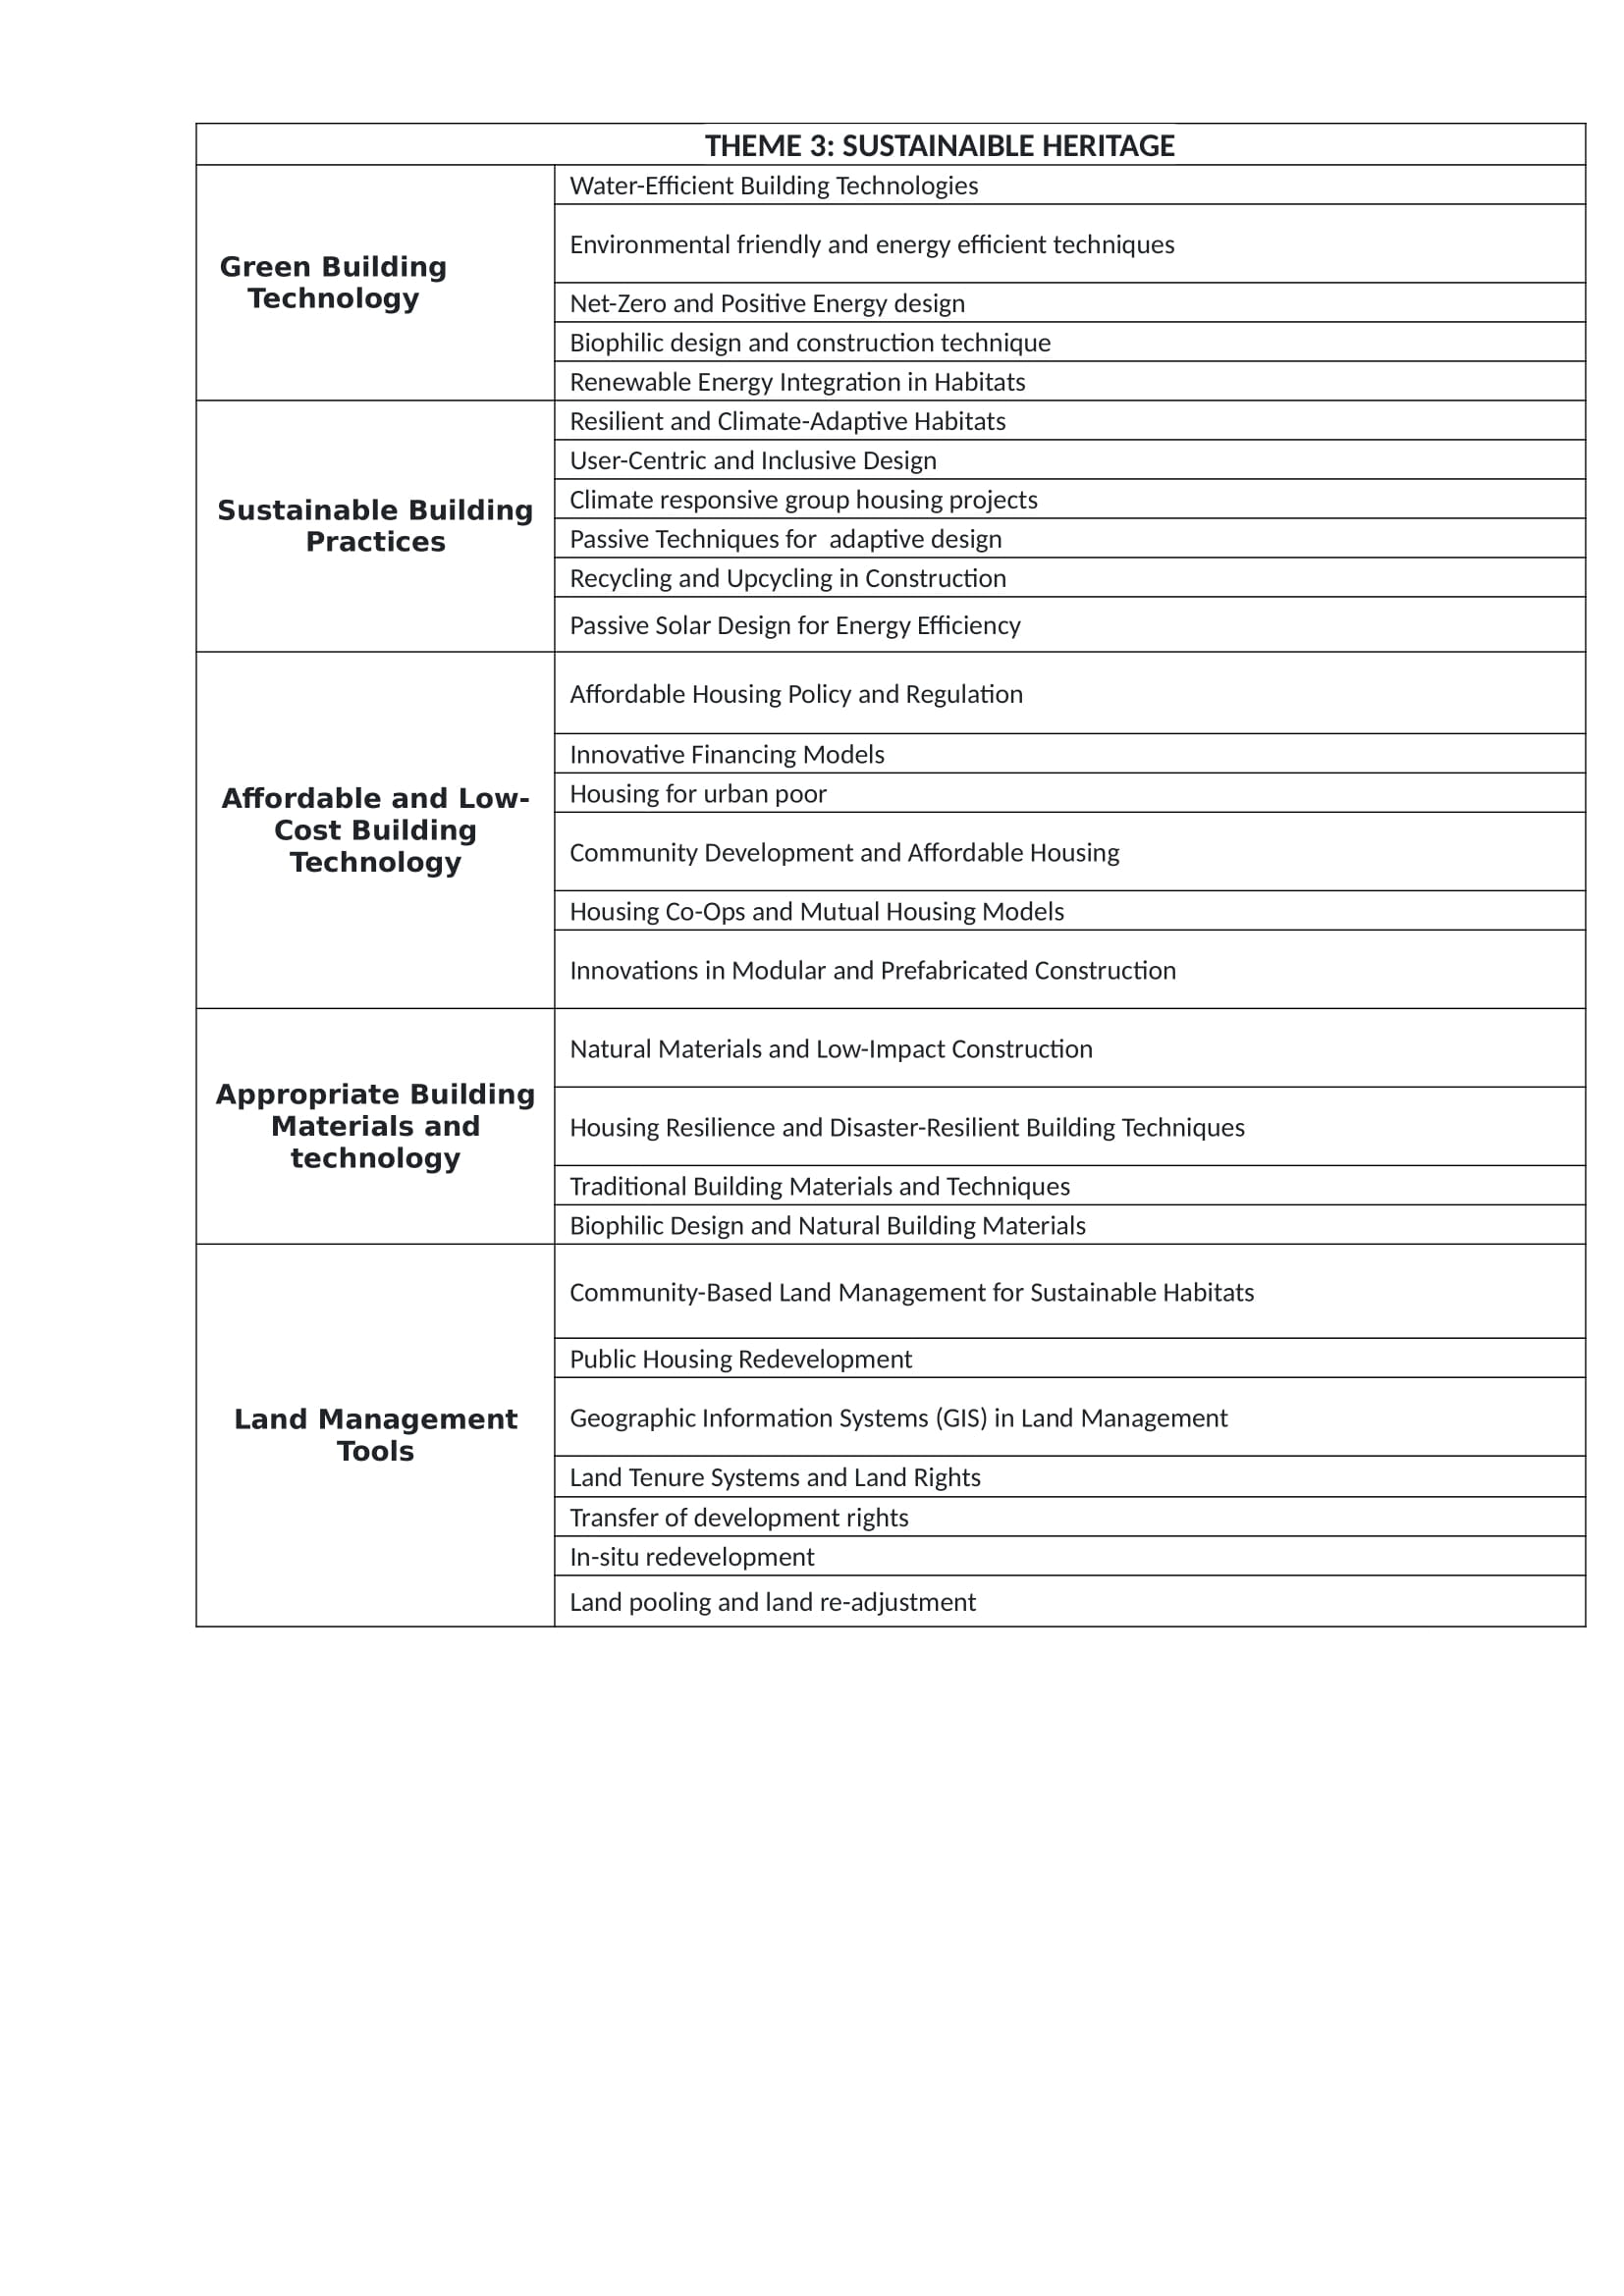 THEME 3: SUSTAINAIBLE HERITAGE
Green Building
Technology
Water-Efficient Building Technologies
Environmental friendly and energy efficient techniques
Net-Zero and Positive Energy design
Biophilic design and construction technique
Renewable Energy Integration in Habitats
Sustainable Building
Practices
Resilient and Climate-Adaptive Habitats
User-Centric and Inclusive Design
Climate responsive group housing projects
Passive Techniques for  adaptive design
Recycling and Upcycling in Construction
Passive Solar Design for Energy Efficiency
Affordable and Low-
Cost Building
Technology
Affordable Housing Policy and Regulation
Innovative Financing Models
Housing for urban poor
Community Development and Affordable Housing
Housing Co-Ops and Mutual Housing Models
Innovations in Modular and Prefabricated Construction
Appropriate Building
Materials and
technology
Natural Materials and Low-Impact Construction
Housing Resilience and Disaster-Resilient Building Techniques
Traditional Building Materials and Techniques
Biophilic Design and Natural Building Materials
Land Management
Tools
Community-Based Land Management for Sustainable Habitats
Public Housing Redevelopment
Geographic Information Systems (GIS) in Land Management
Land Tenure Systems and Land Rights
Transfer of development rights
In-situ redevelopment
Land pooling and land re-adjustment